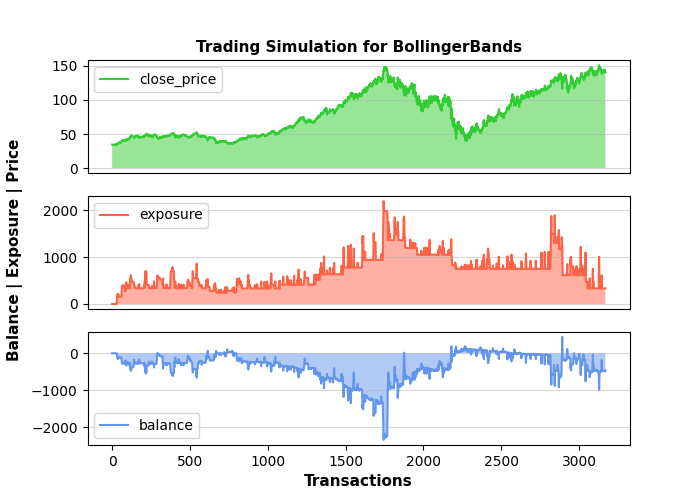 Trading Simulation for BollingerBands
Balance | Exposure | Price
150
100
50
0
close_price
2000
1000
0
exposure
0
−1000
−2000
balance
0
500
1000
1500
2000
2500
3000
Transactions